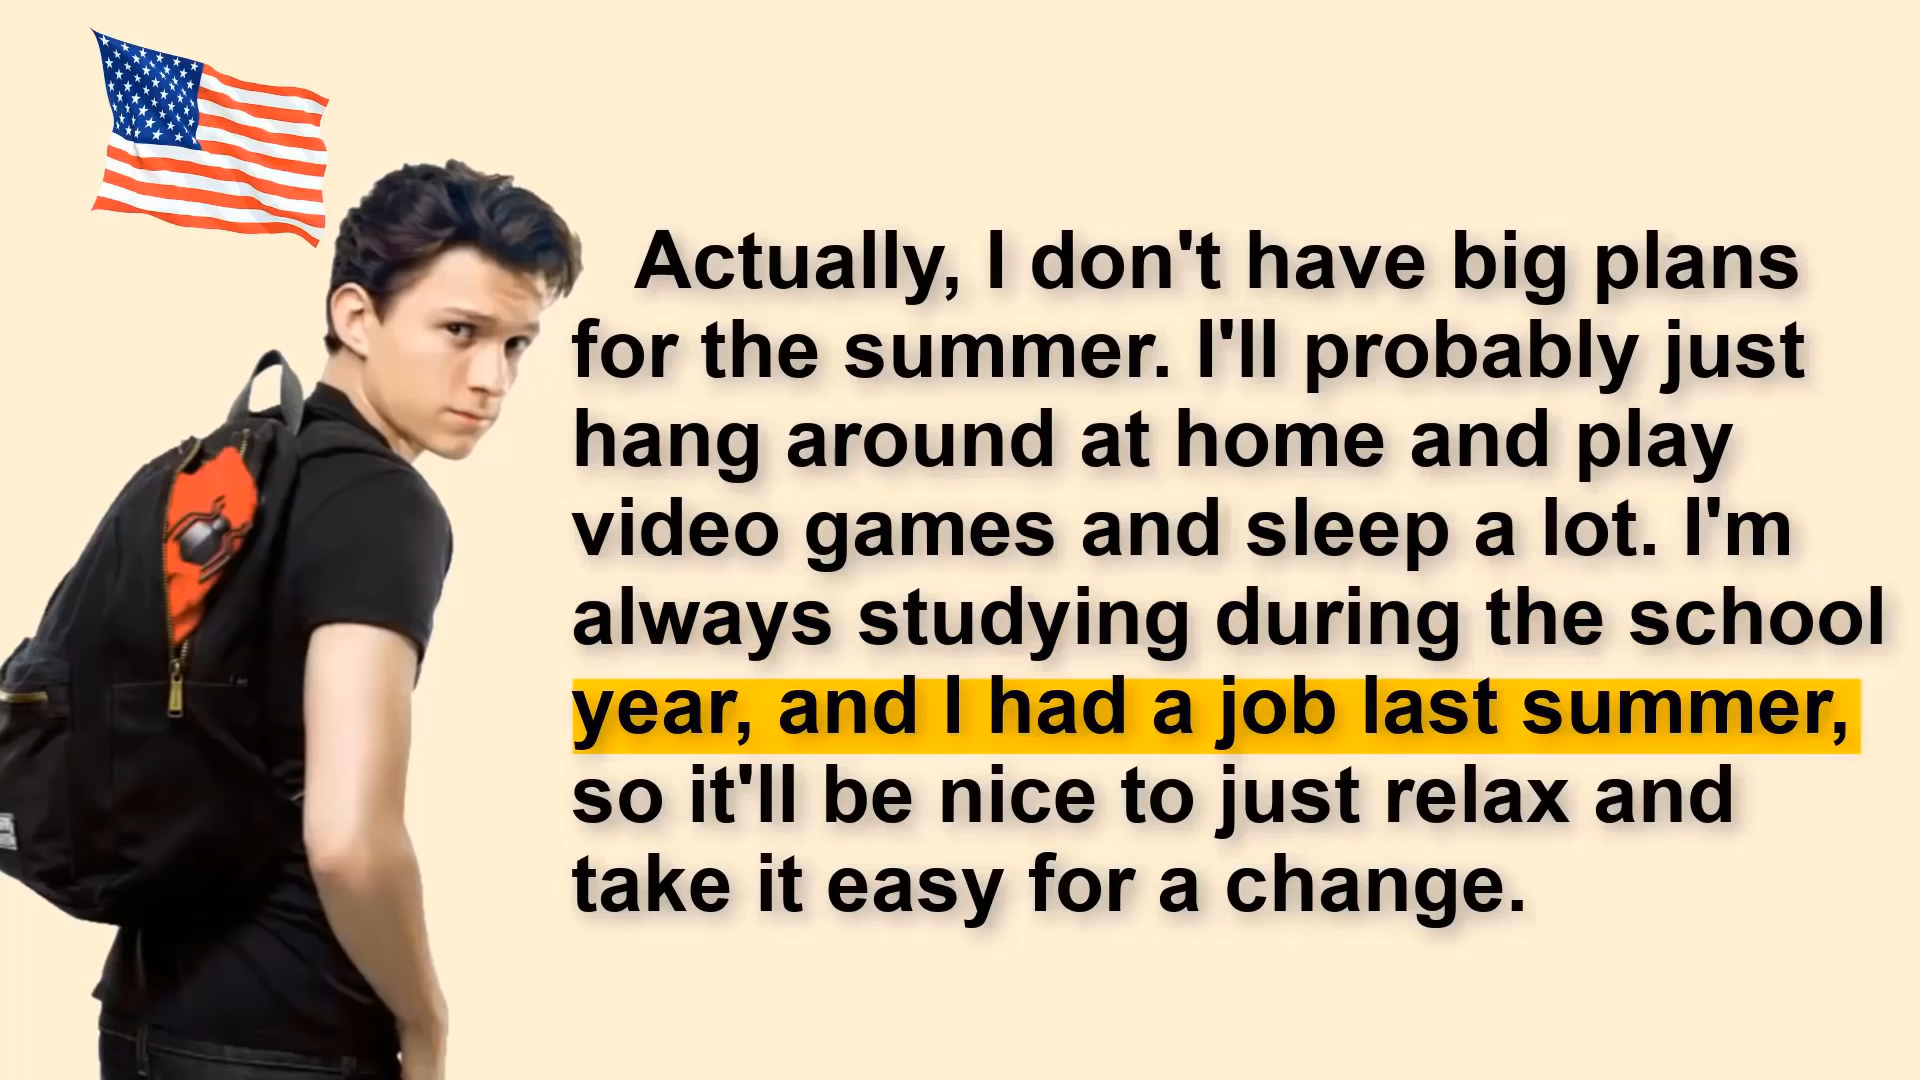 Actually, I don't have big plans
for the summer. I'll probably just
hang around at home and play
video games and sleep a lot. I'm
always studying during the school
year, and I had a job last summer,
so it'll be nice to just relax and
take it easy for a change.